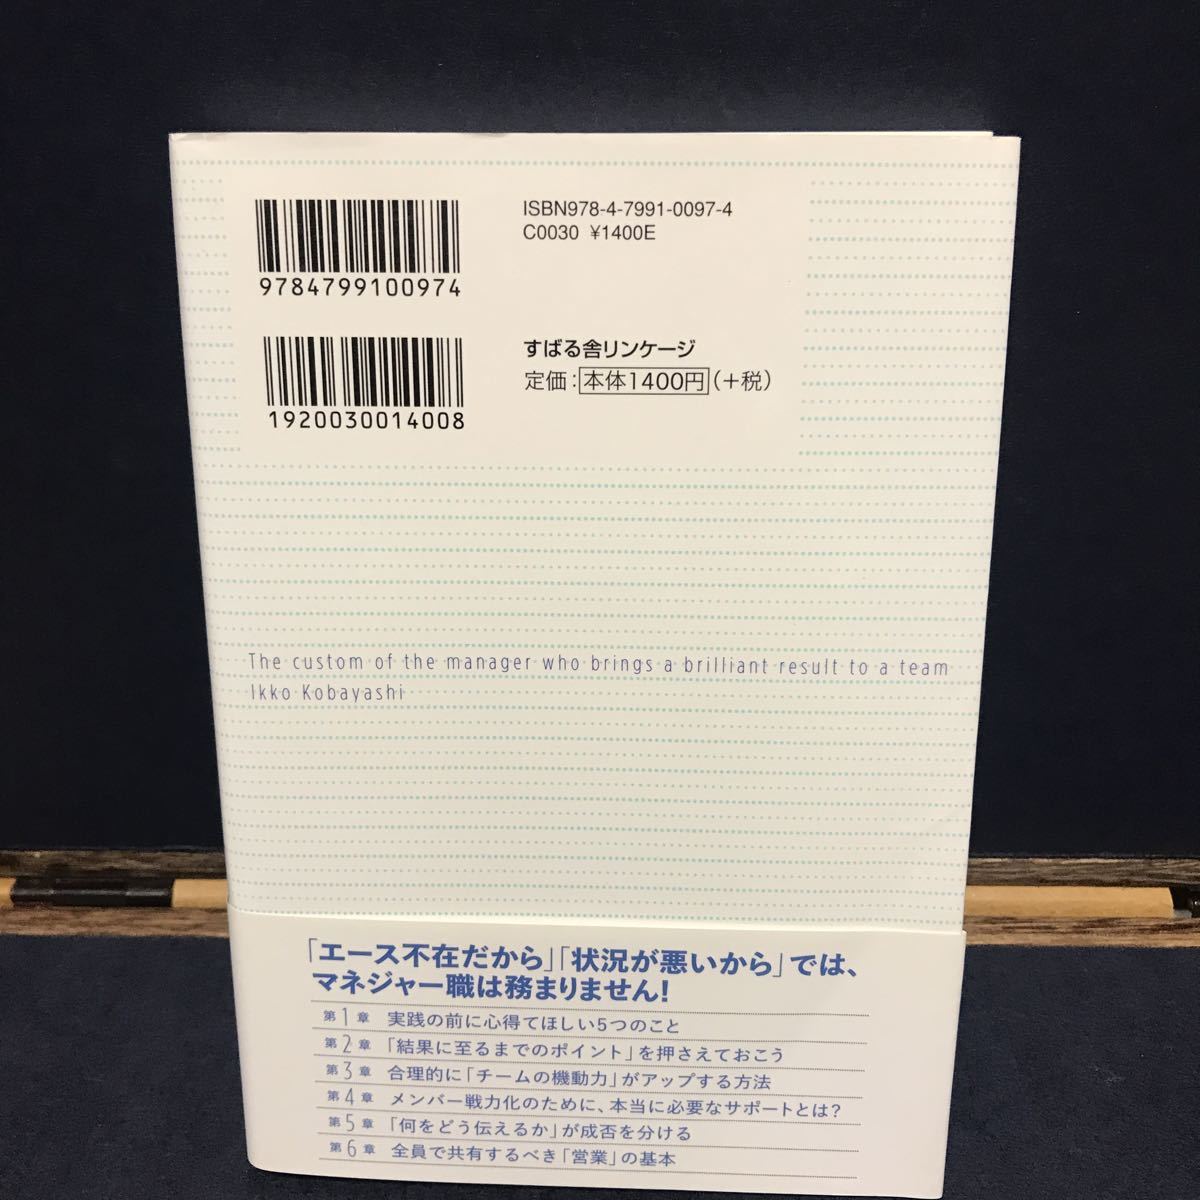 9784799100974
ISBN978-4-7991-0097-4
C0030 ¥1400E
1920030014008
すばる舎リンケージ
定価：本体1400円（+税）
The custom of the manager who brings a brilliant result to a team
Ikko Kobayashi
「エース不在だから」「状況が悪いから」では、
マネジャー職は務まりません！
第1章 実践の前に心得てほしい5つのこと
第2章 「結果に至るまでのポイント」を押さえておこう
第3章 合理的に「チームの機動力」がアップする方法
第4章 メンバー戦力化のために、本当に必要なサポートとは？
第5章 「何をどう伝えるか」が成否を分ける
第6章 全員で共有するべき「営業」の基本